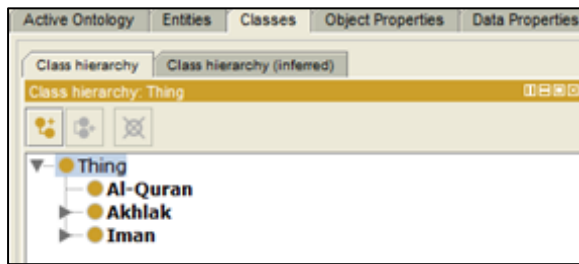 Active Ontology Entities Classes Object Properties Data Properties
Class hierarchy Class hierarchy (inferred)
Class hierarchy: Thing
Thing
Al-Quran
Akhlak
Iman